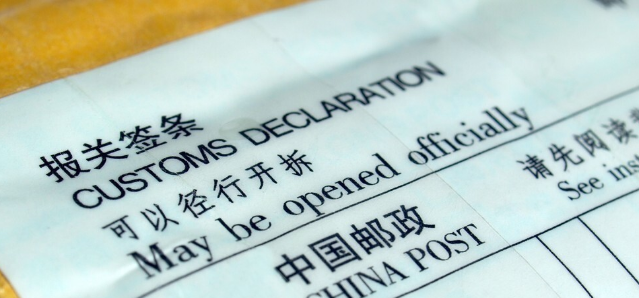 报关签条
CUSTOMS DECLARATION
可以径行开拆
May be opened officially
请先阅读
See
中国邮政
CHINA POST